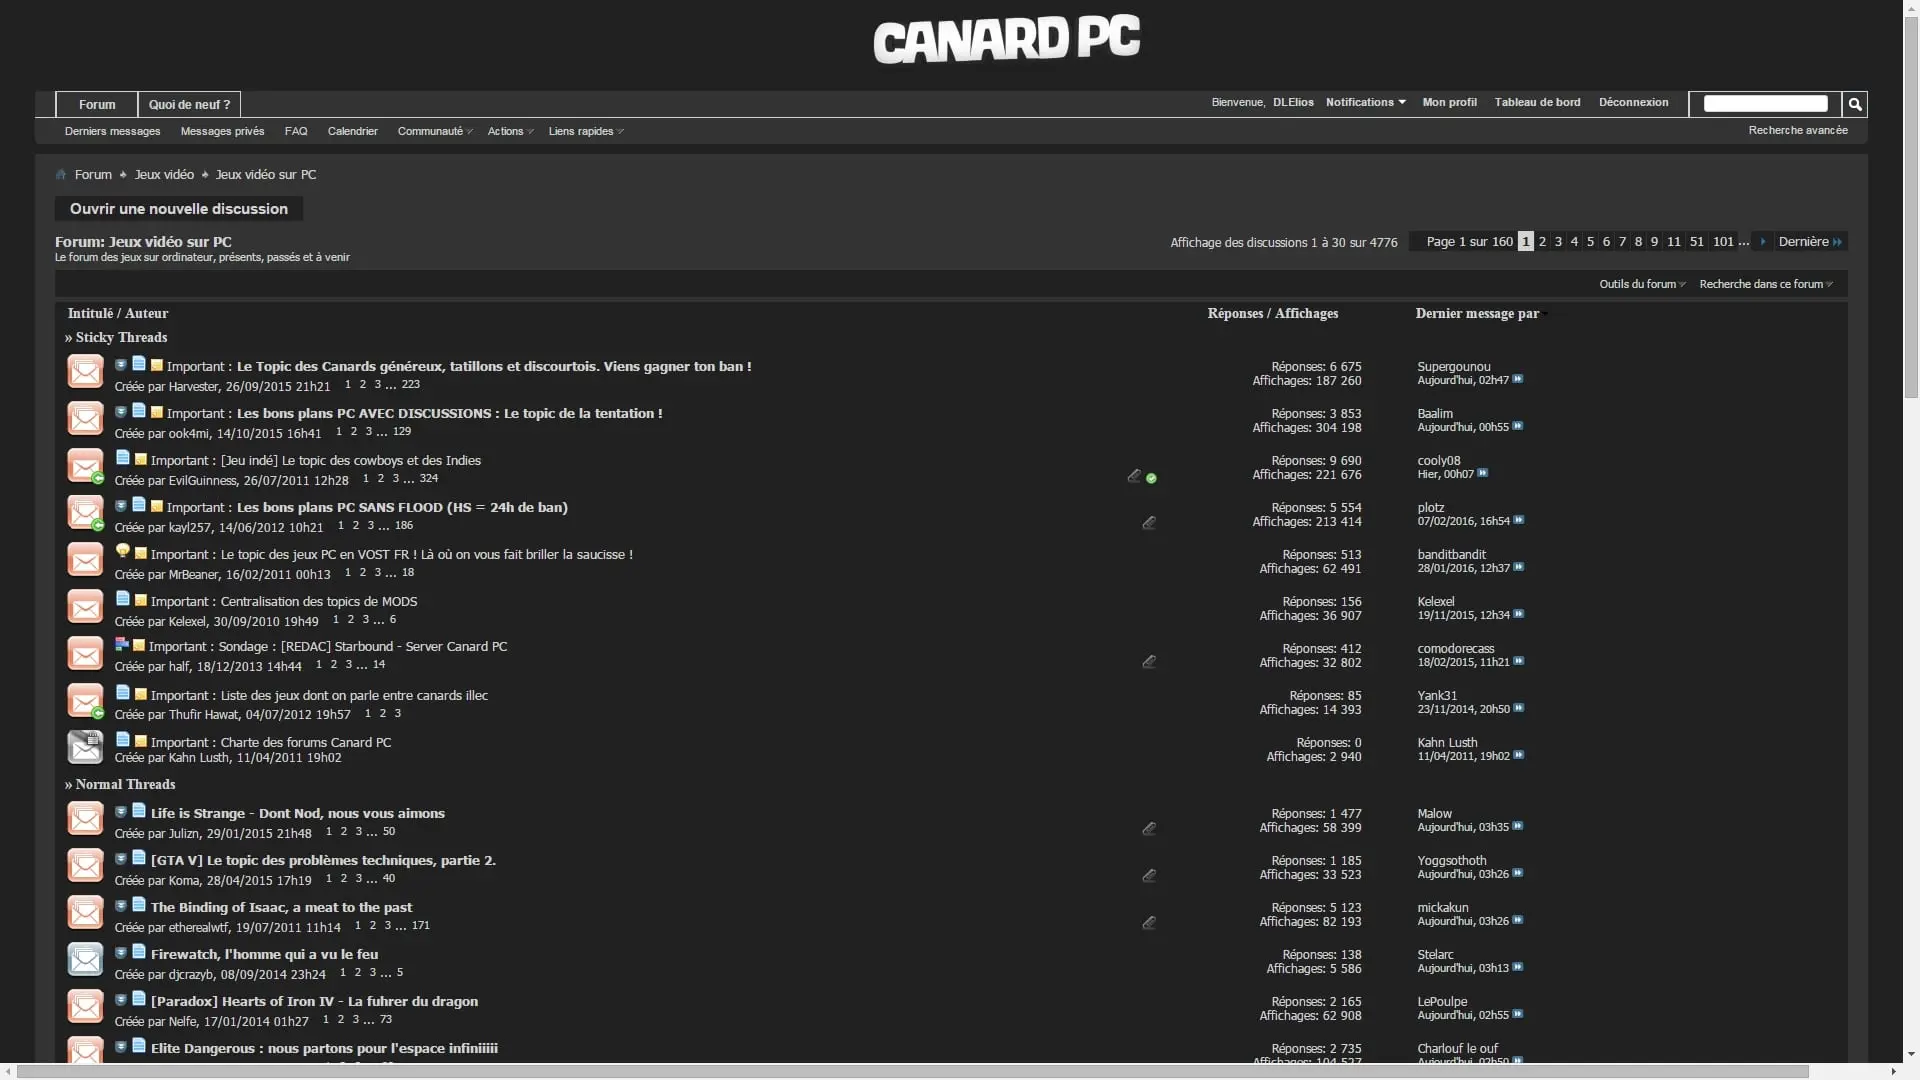 CANARD PC
Forum Quoi de neuf ? Bienvenue, DLElios Notifications Mon profil Tableau de bord Déconnexion
Derniers messages Messages privés FAQ Calendrier Communauté Actions Liens rapides Recherche avancée
Forum Jeux vidéo Jeux vidéo sur PC
Ouvrir une nouvelle discussion
Forum: Jeux vidéo sur PC
Le forum des jeux sur ordinateur, présents, passés et à venir
Affichage des discussions 1 à 30 sur 4776 Page 1 sur 160 1 2 3 4 5 6 7 8 9 11 51 101 ... Dernière
Outils du forum Recherche dans ce forum
Intitulé / Auteur Réponses / Affichages Dernier message par
» Sticky Threads
Important : Le Topic des Canards généreux, tatillons et discourtois. Viens gagner ton ban ! Réponses: 6 675 Supergounou
Créée par Harvester, 26/09/2015 21h21 1 2 3 ... 223 Affichages: 187 260 Aujourd'hui, 02h47
Important : Les bons plans PC AVEC DISCUSSIONS : Le topic de la tentation ! Réponses: 3 853 Baalim
Créée par ook4mi, 14/10/2015 16h41 1 2 3 ... 129 Affichages: 304 198 Aujourd'hui, 00h55
Important : [Jeu indé] Le topic des cowboys et des Indies Réponses: 9 690 cooly08
Créée par EvilGuinness, 26/07/2011 12h28 1 2 3 ... 324 Affichages: 221 676 Hier, 00h07
Important : Les bons plans PC SANS FLOOD (HS = 24h de ban) Réponses: 5 554 plotz
Créée par kayl257, 14/06/2012 10h21 1 2 3 ... 186 Affichages: 213 414 07/02/2016, 16h54
Important : Le topic des jeux PC en VOST FR ! Là où on vous fait briller la saucisse ! Réponses: 513 banditbandit
Créée par MrBeaner, 16/02/2011 00h13 1 2 3 ... 18 Affichages: 62 491 28/01/2016, 12h37
Important : Centralisation des topics de MODS Réponses: 156 Kelexel
Créée par Kelexel, 30/09/2010 19h49 1 2 3 ... 6 Affichages: 36 907 19/11/2015, 12h34
Important : Sondage : [REDAC] Starbound - Server Canard PC Réponses: 412 comodorecass
Créée par half, 18/12/2013 14h44 1 2 3 ... 14 Affichages: 32 802 18/02/2015, 11h21
Important : Liste des jeux dont on parle entre canards illec Réponses: 85 Yank31
Créée par Thufir Hawat, 04/07/2012 19h57 1 2 3 Affichages: 14 393 23/11/2014, 20h50
Important : Charte des forums Canard PC Réponses: 0 Kahn Lusth
Créée par Kahn Lusth, 11/04/2011 19h02 Affichages: 2 940 11/04/2011, 19h02
» Normal Threads
Life is Strange - Dont Nod, nous vous aimons Réponses: 1 477 Malow
Créée par Julizn, 29/01/2015 21h48 1 2 3 ... 50 Affichages: 58 399 Aujourd'hui, 03h35
[GTA V] Le topic des problèmes techniques, partie 2. Réponses: 1 185 Yoggsothoth
Créée par Koma, 28/04/2015 17h19 1 2 3 ... 40 Affichages: 33 523 Aujourd'hui, 03h26
The Binding of Isaac, a meat to the past Réponses: 5 123 mickakun
Créée par etherealwtf, 19/07/2011 11h14 1 2 3 ... 171 Affichages: 82 193 Aujourd'hui, 03h26
Firewatch, l'homme qui a vu le feu Réponses: 138 Stelarc
Créée par djcrazyb, 08/09/2014 23h24 1 2 3 ... 5 Affichages: 5 586 Aujourd'hui, 03h13
[Paradox] Hearts of Iron IV - La fuhrer du dragon Réponses: 2 165 LePoulpe
Créée par Nelfe, 17/01/2014 01h27 1 2 3 ... 73 Affichages: 62 908 Aujourd'hui, 02h55
Elite Dangerous : nous partons pour l'espace infiniiiii Réponses: 2 735 Charlouf le ouf
Affichages: 104 527 Aujourd'hui, 02h50